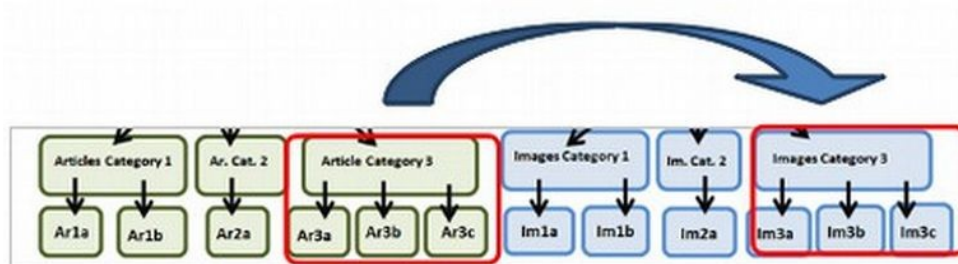 Articles Category 1
Ar. Cat. 2
Article Category 3
Images Category 1
Im. Cat. 2
Images Category 3
Ar1a
Ar1b
Ar2a
Ar3a
Ar3b
Ar3c
Im1a
Im1b
Im2a
Im3a
Im3b
Im3c